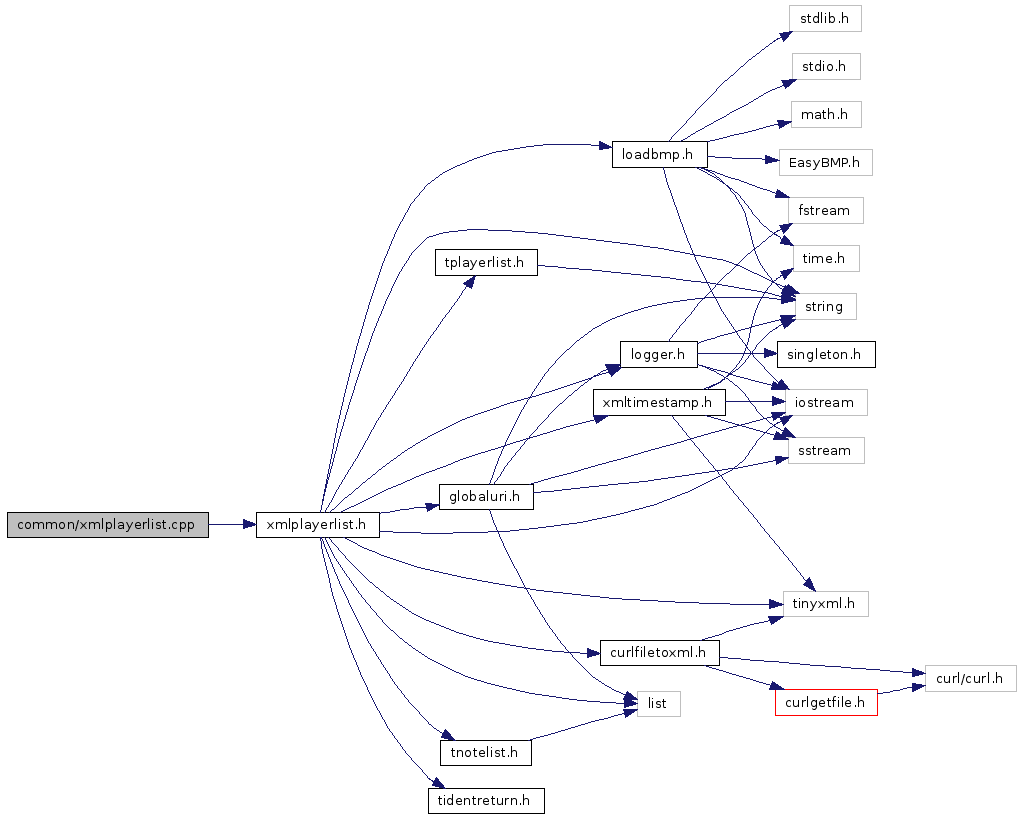 stdlib.h
stdio.h
math.h
loadbmp.h
EasyBMP.h
fstream
time.h
tplayerlist.h
string
logger.h
singleton.h
xmltimestamp.h
iostream
sstream
globaluri.h
common/xmlplayerlist.cpp
xmlplayerlist.h
tinyxml.h
curlfiletoxml.h
curl/curl.h
curlgetfile.h
list
tnotelist.h
tidentreturn.h